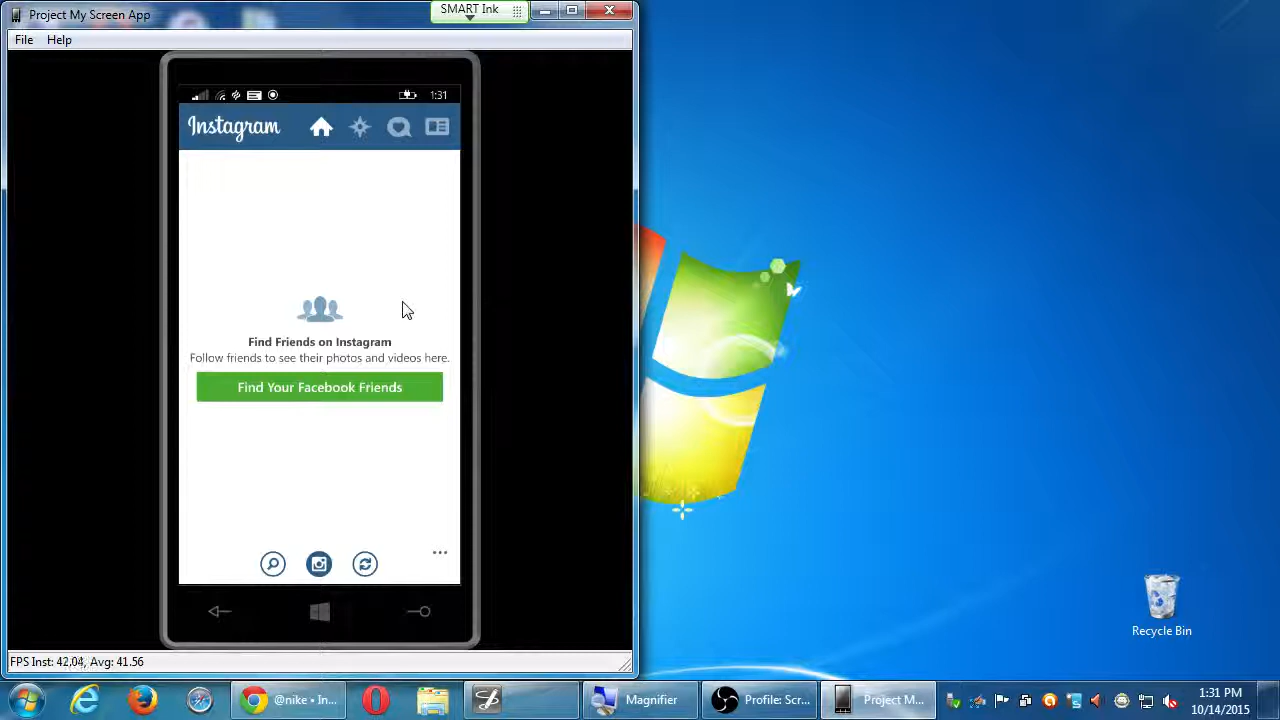 Project My Screen App
SMART Ink
File Help
1:31
Instagram
Find Friends on Instagram
Follow friends to see their photos and videos here.
Find Your Facebook Friends
Recycle Bin
FPS Inst: 42.04, Avg: 41.56
@nike • In...
Magnifier
Profile: Scr...
Project M...
1:31 PM
10/14/2015